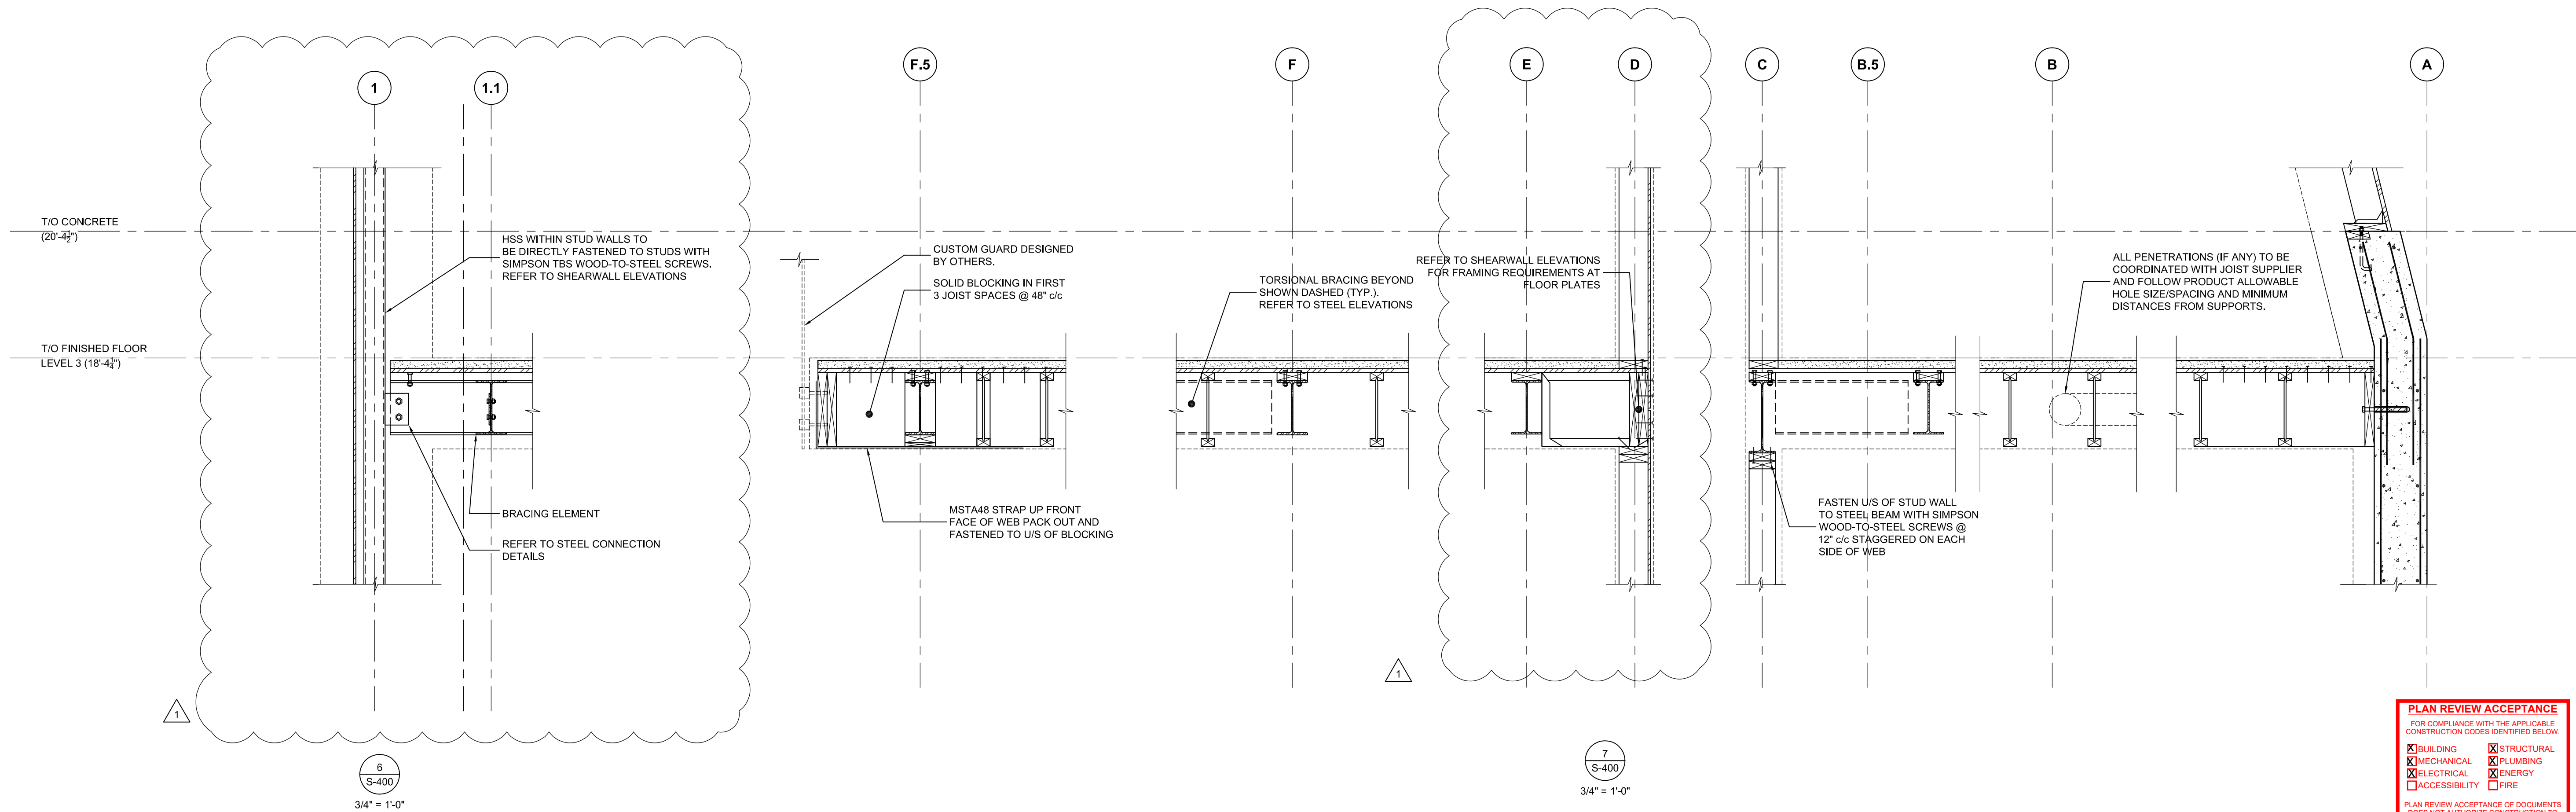 1
1.1
F.5
F
E
D
C
B.5
B
A
T/O CONCRETE
(20'-4½")
HSS WITHIN STUD WALLS TO
BE DIRECTLY FASTENED TO STUDS WITH
SIMPSON TBS WOOD-TO-STEEL SCREWS.
REFER TO SHEARWALL ELEVATIONS
CUSTOM GUARD DESIGNED
BY OTHERS.
SOLID BLOCKING IN FIRST
3 JOIST SPACES @ 48" c/c
TORSIONAL BRACING BEYOND
SHOWN DASHED (TYP.).
REFER TO STEEL ELEVATIONS
REFER TO SHEARWALL ELEVATIONS
FOR FRAMING REQUIREMENTS AT
FLOOR PLATES
ALL PENETRATIONS (IF ANY) TO BE
COORDINATED WITH JOIST SUPPLIER
AND FOLLOW PRODUCT ALLOWABLE
HOLE SIZE/SPACING AND MINIMUM
DISTANCES FROM SUPPORTS.
T/O FINISHED FLOOR
LEVEL 3
BRACING ELEMENT
REFER TO STEEL CONNECTION
DETAILS
MSTA48 STRAP UP FRONT
FACE OF WEB PACK OUT AND
FASTENED TO U/S OF BLOCKING
FASTEN U/S OF STUD WALL
TO STEEL BEAM WITH SIMPSON
WOOD-TO-STEEL SCREWS @
12" c/c STAGGERED ON EACH
SIDE OF WEB
1
1
6
S-400
3/4" = 1'-0"
7
S-400
3/4" = 1'-0"
PLAN REVIEW ACCEPTANCE
FOR COMPLIANCE WITH THE APPLICABLE
CONSTRUCTION CODES IDENTIFIED BELOW.
X BUILDING X STRUCTURAL
X MECHANICAL X PLUMBING
X ELECTRICAL X ENERGY
ACCESSIBILITY FIRE
PLAN REVIEW ACCEPTANCE OF DOCUMENTS
DOES NOT AUTHORIZE CONSTRUCTION TO